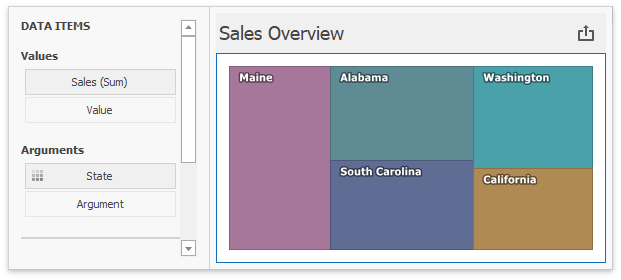 DATA ITEMS
Values
Sales (Sum)
Value
Arguments
State
Argument
Sales Overview
Maine
Alabama
Washington
South Carolina
California